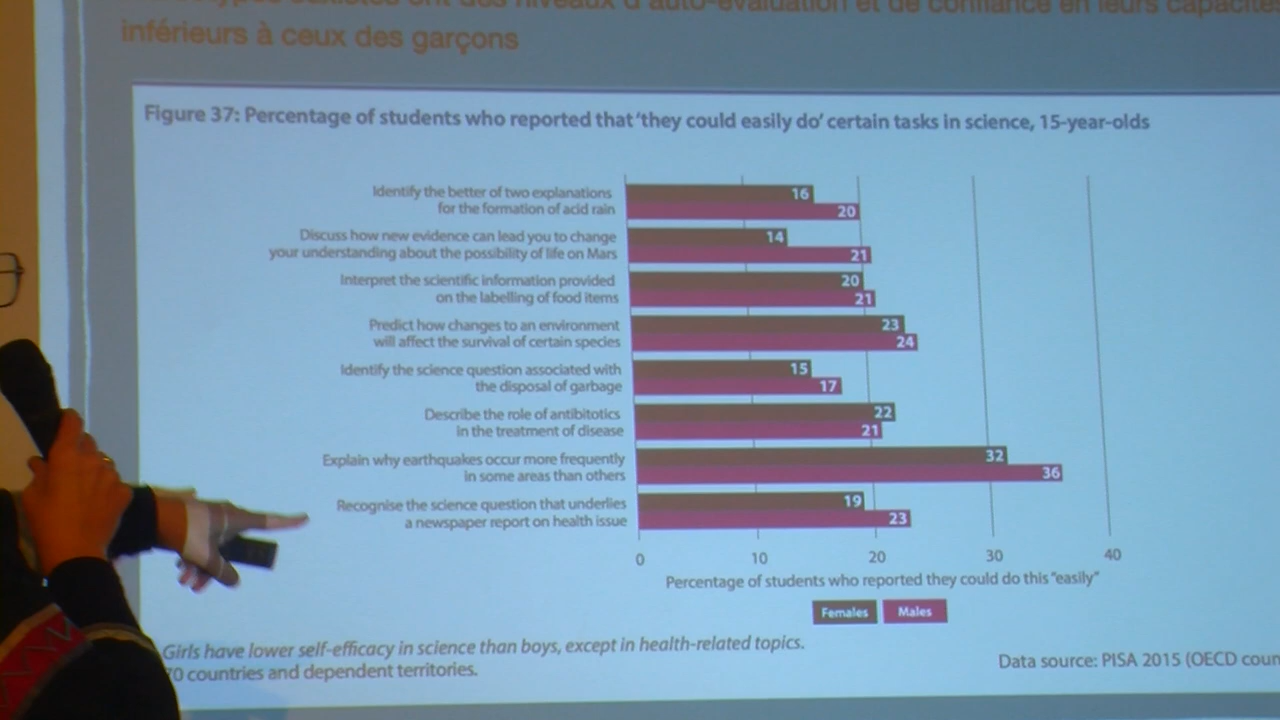 d'auto-évaluation et de confiance en leurs capacités
inférieurs à ceux des garçons
Figure 37: Percentage of students who reported that 'they could easily do' certain tasks in science, 15-year-olds
Identify the better of two explanations
for the formation of acid rain
16
20
Discuss how new evidence can lead you to change
your understanding about the possibility of life on Mars
14
21
Interpret the scientific information provided
on the labelling of food items
20
21
Predict how changes to an environment
will affect the survival of certain species
23
24
Identify the science question associated with
the disposal of garbage
15
17
Describe the role of antibitotics
in the treatment of disease
22
21
Explain why earthquakes occur more frequently
in some areas than others
32
36
Recognise the science question that underlies
a newspaper report on health issue
19
23
0 10 20 30 40
Percentage of students who reported they could do this "easily"
Females Males
Girls have lower self-efficacy in science than boys, except in health-related topics.
70 countries and dependent territories.
Data source: PISA 2015 (OECD